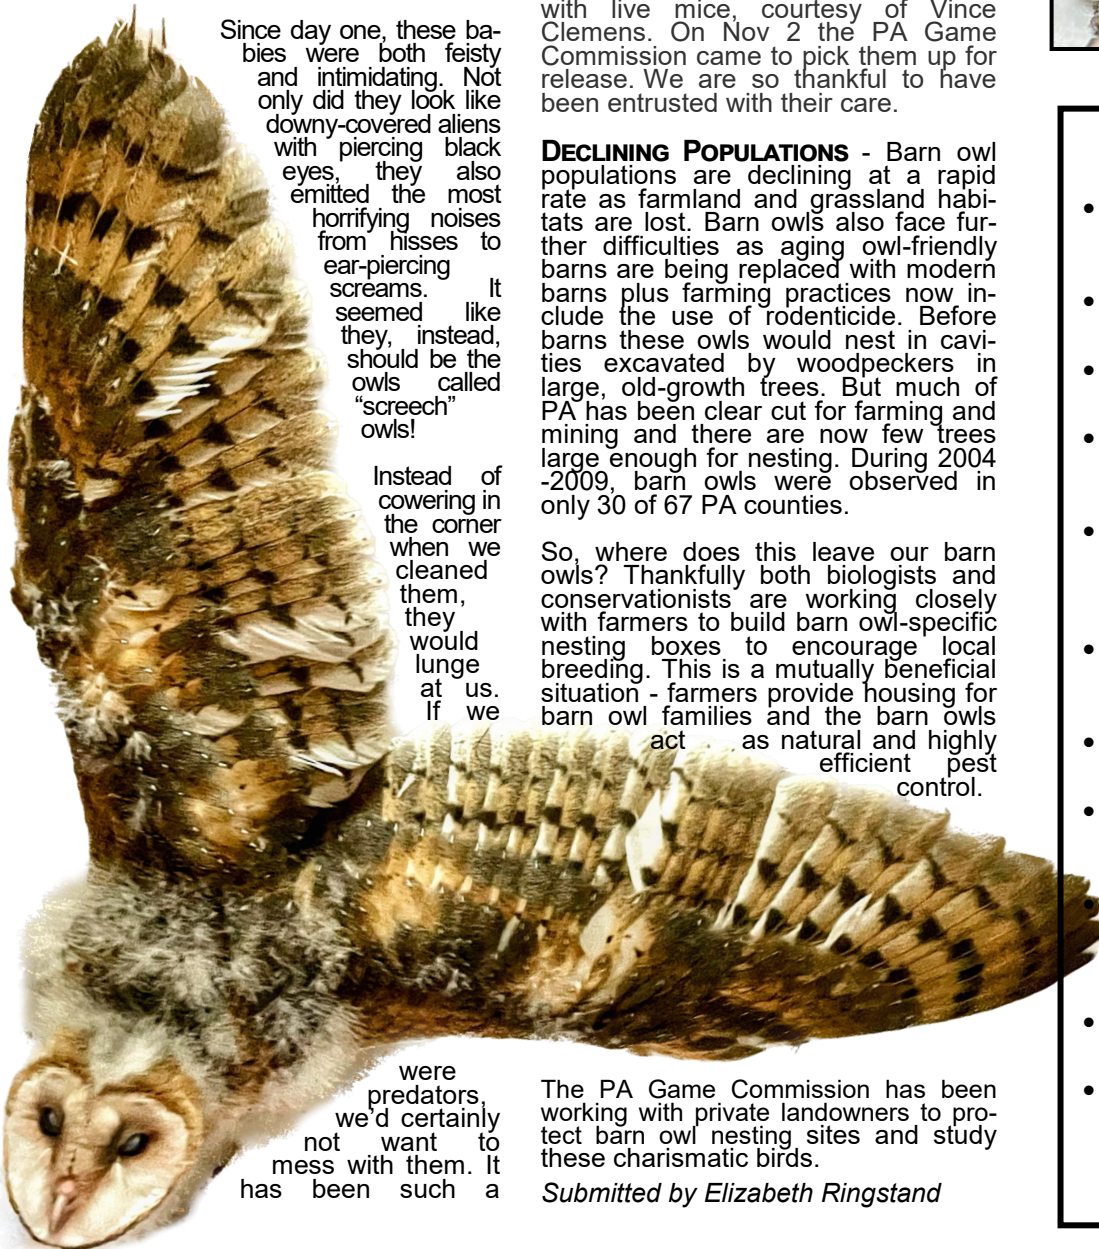 Since day one, these ba-
bies were both feisty
and intimidating. Not
only did they look like
downy-covered aliens
with piercing black
eyes, they also
emitted the most
horrifying noises
from hisses to
ear-piercing
screams. It
seemed like
they, instead,
should be the
owls called
“screech”
owls!
Instead of
cowering in
the corner
when we
cleaned
them,
they
would
lunge
at us.
If we
were
predators,
we’d certainly
not want to
mess with them. It
has been such a
with live mice, courtesy of Vince
Clemens. On Nov 2 the PA Game
Commission came to pick them up for
release. We are so thankful to have
been entrusted with their care.
DECLINING POPULATIONS - Barn owl
populations are declining at a rapid
rate as farmland and grassland habi-
tats are lost. Barn owls also face fur-
ther difficulties as aging owl-friendly
barns are being replaced with modern
barns plus farming practices now in-
clude the use of rodenticide. Before
barns these owls would nest in cavi-
ties excavated by woodpeckers in
large, old-growth trees. But much of
PA has been clear cut for farming and
mining and there are now few trees
large enough for nesting. During 2004
-2009, barn owls were observed in
only 30 of 67 PA counties.
So, where does this leave our barn
owls? Thankfully both biologists and
conservationists are working closely
with farmers to build barn owl-specific
nesting boxes to encourage local
breeding. This is a mutually beneficial
situation - farmers provide housing for
barn owl families and the barn owls
act as natural and highly
efficient pest
control.
The PA Game Commission has been
working with private landowners to pro-
tect barn owl nesting sites and study
these charismatic birds.
Submitted by Elizabeth Ringstand